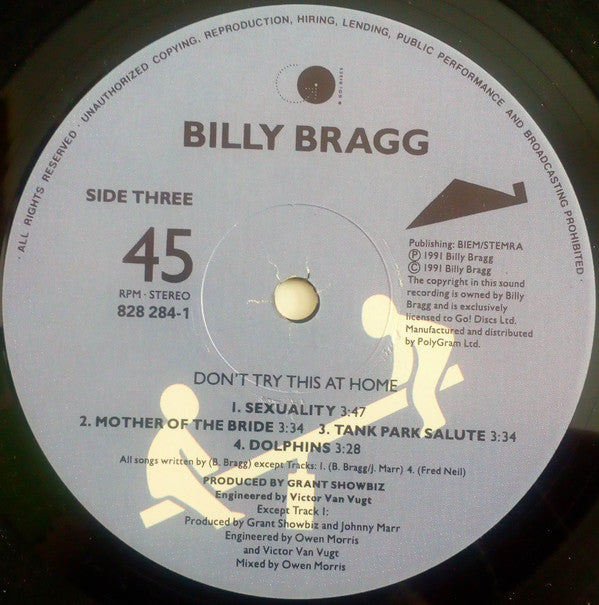 · ALL RIGHTS RESERVED · UNAUTHORIZED COPYING, REPRODUCTION, HIRING, LENDING, PUBLIC PERFORMANCE AND BROADCASTING PROHIBITED ·
BILLY BRAGG
SIDE THREE
45
RPM · STEREO
828 284-1
Publishing: BIEM/STEMRA
Ⓟ 1991 Billy Bragg
Ⓒ 1991 Billy Bragg
The copyright in this sound
recording is owned by Billy
Bragg and is exclusively
licensed to Go! Discs Ltd.
Manufactured and distributed
by PolyGram Ltd.
DON'T TRY THIS AT HOME
1. SEXUALITY 3:47
2. MOTHER OF THE BRIDE 3:34 3. TANK PARK SALUTE 3:34
4. DOLPHINS 3:28
All songs written by (B. Bragg) except Tracks: 1. (B. Bragg/J. Marr) 4. (Fred Neil)
PRODUCED BY GRANT SHOWBIZ
Engineered by Victor Van Vugt
Except Track 1:
Produced by Grant Showbiz and Johnny Marr
Engineered by Owen Morris
and Victor Van Vugt
Mixed by Owen Morris